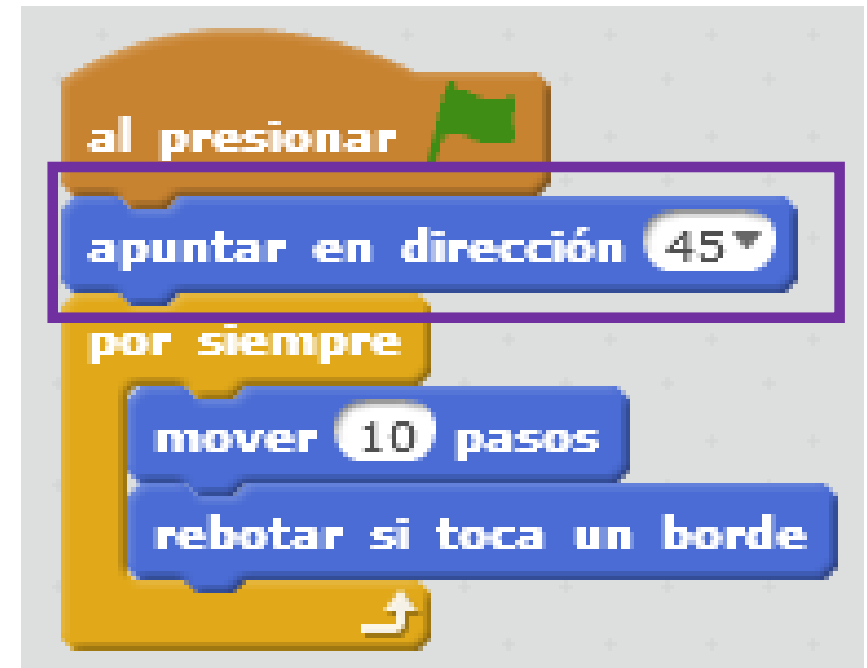 al presionar
apuntar en dirección 45
por siempre
mover 10 pasos
rebotar si toca un borde